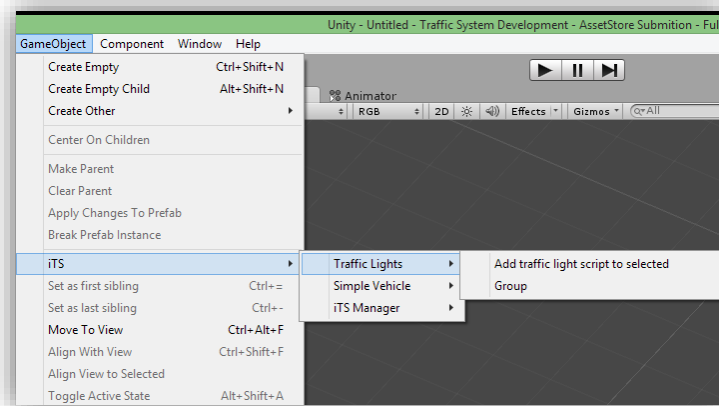 Unity - Untitled - Traffic System Development - AssetStore Submition - Full
GameObject Component Window Help
Create Empty Ctrl+Shift+N
Create Empty Child Alt+Shift+N
Create Other
Center On Children
Make Parent
Clear Parent
Apply Changes To Prefab
Break Prefab Instance
iTS
Set as first sibling Ctrl+=
Set as last sibling Ctrl+-
Move To View Ctrl+Alt+F
Align With View Ctrl+Shift+F
Align View to Selected
Toggle Active State Alt+Shift+A
Traffic Lights
Simple Vehicle
iTS Manager
Add traffic light script to selected
Group
Animator
RGB 2D Effects Gizmos All